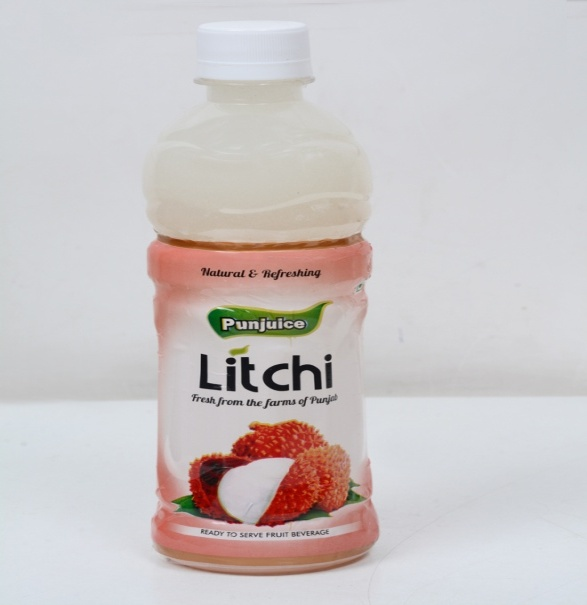 Natural & Refreshing
Punjuice
Litchi
Fresh from the farms of Punjab
READY TO SERVE FRUIT BEVERAGE